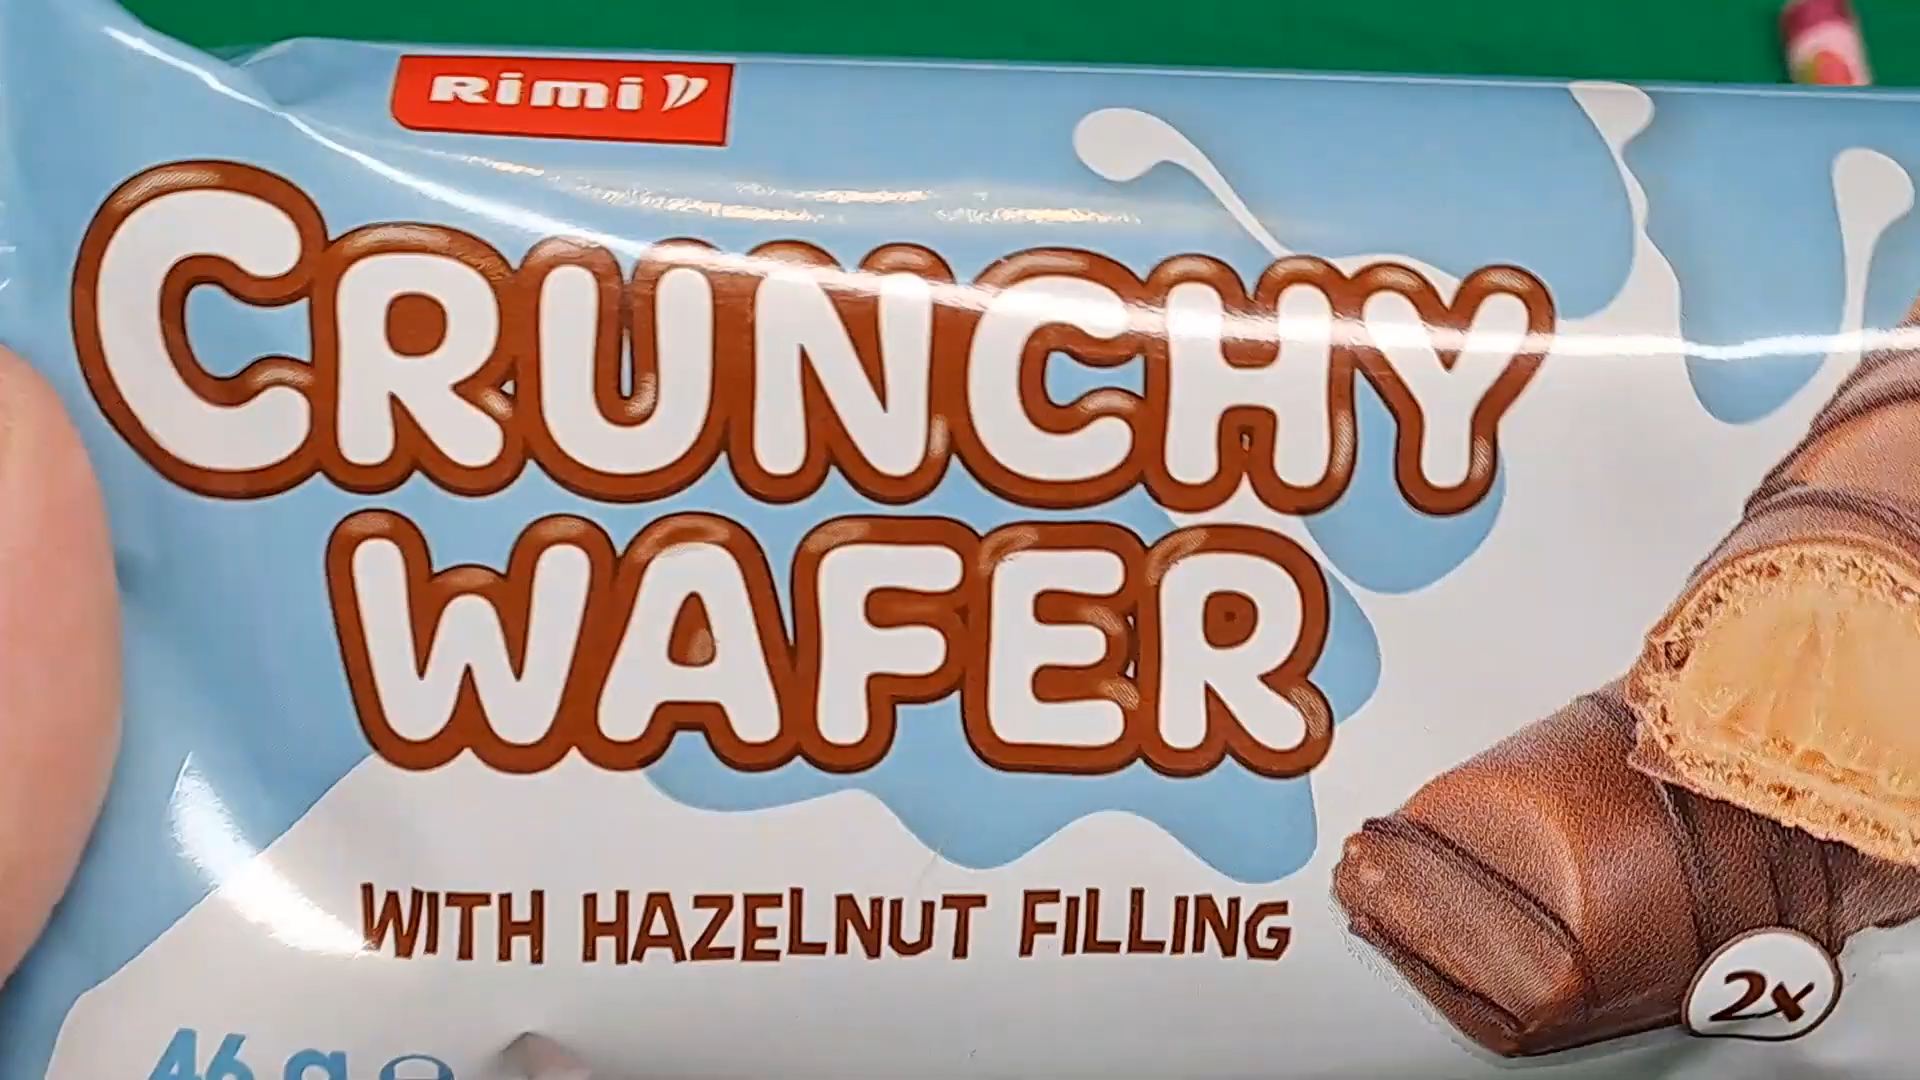 Rimi
CRUNCHY
WAFER
WITH HAZELNUT FILLING
2x
46 g ℮